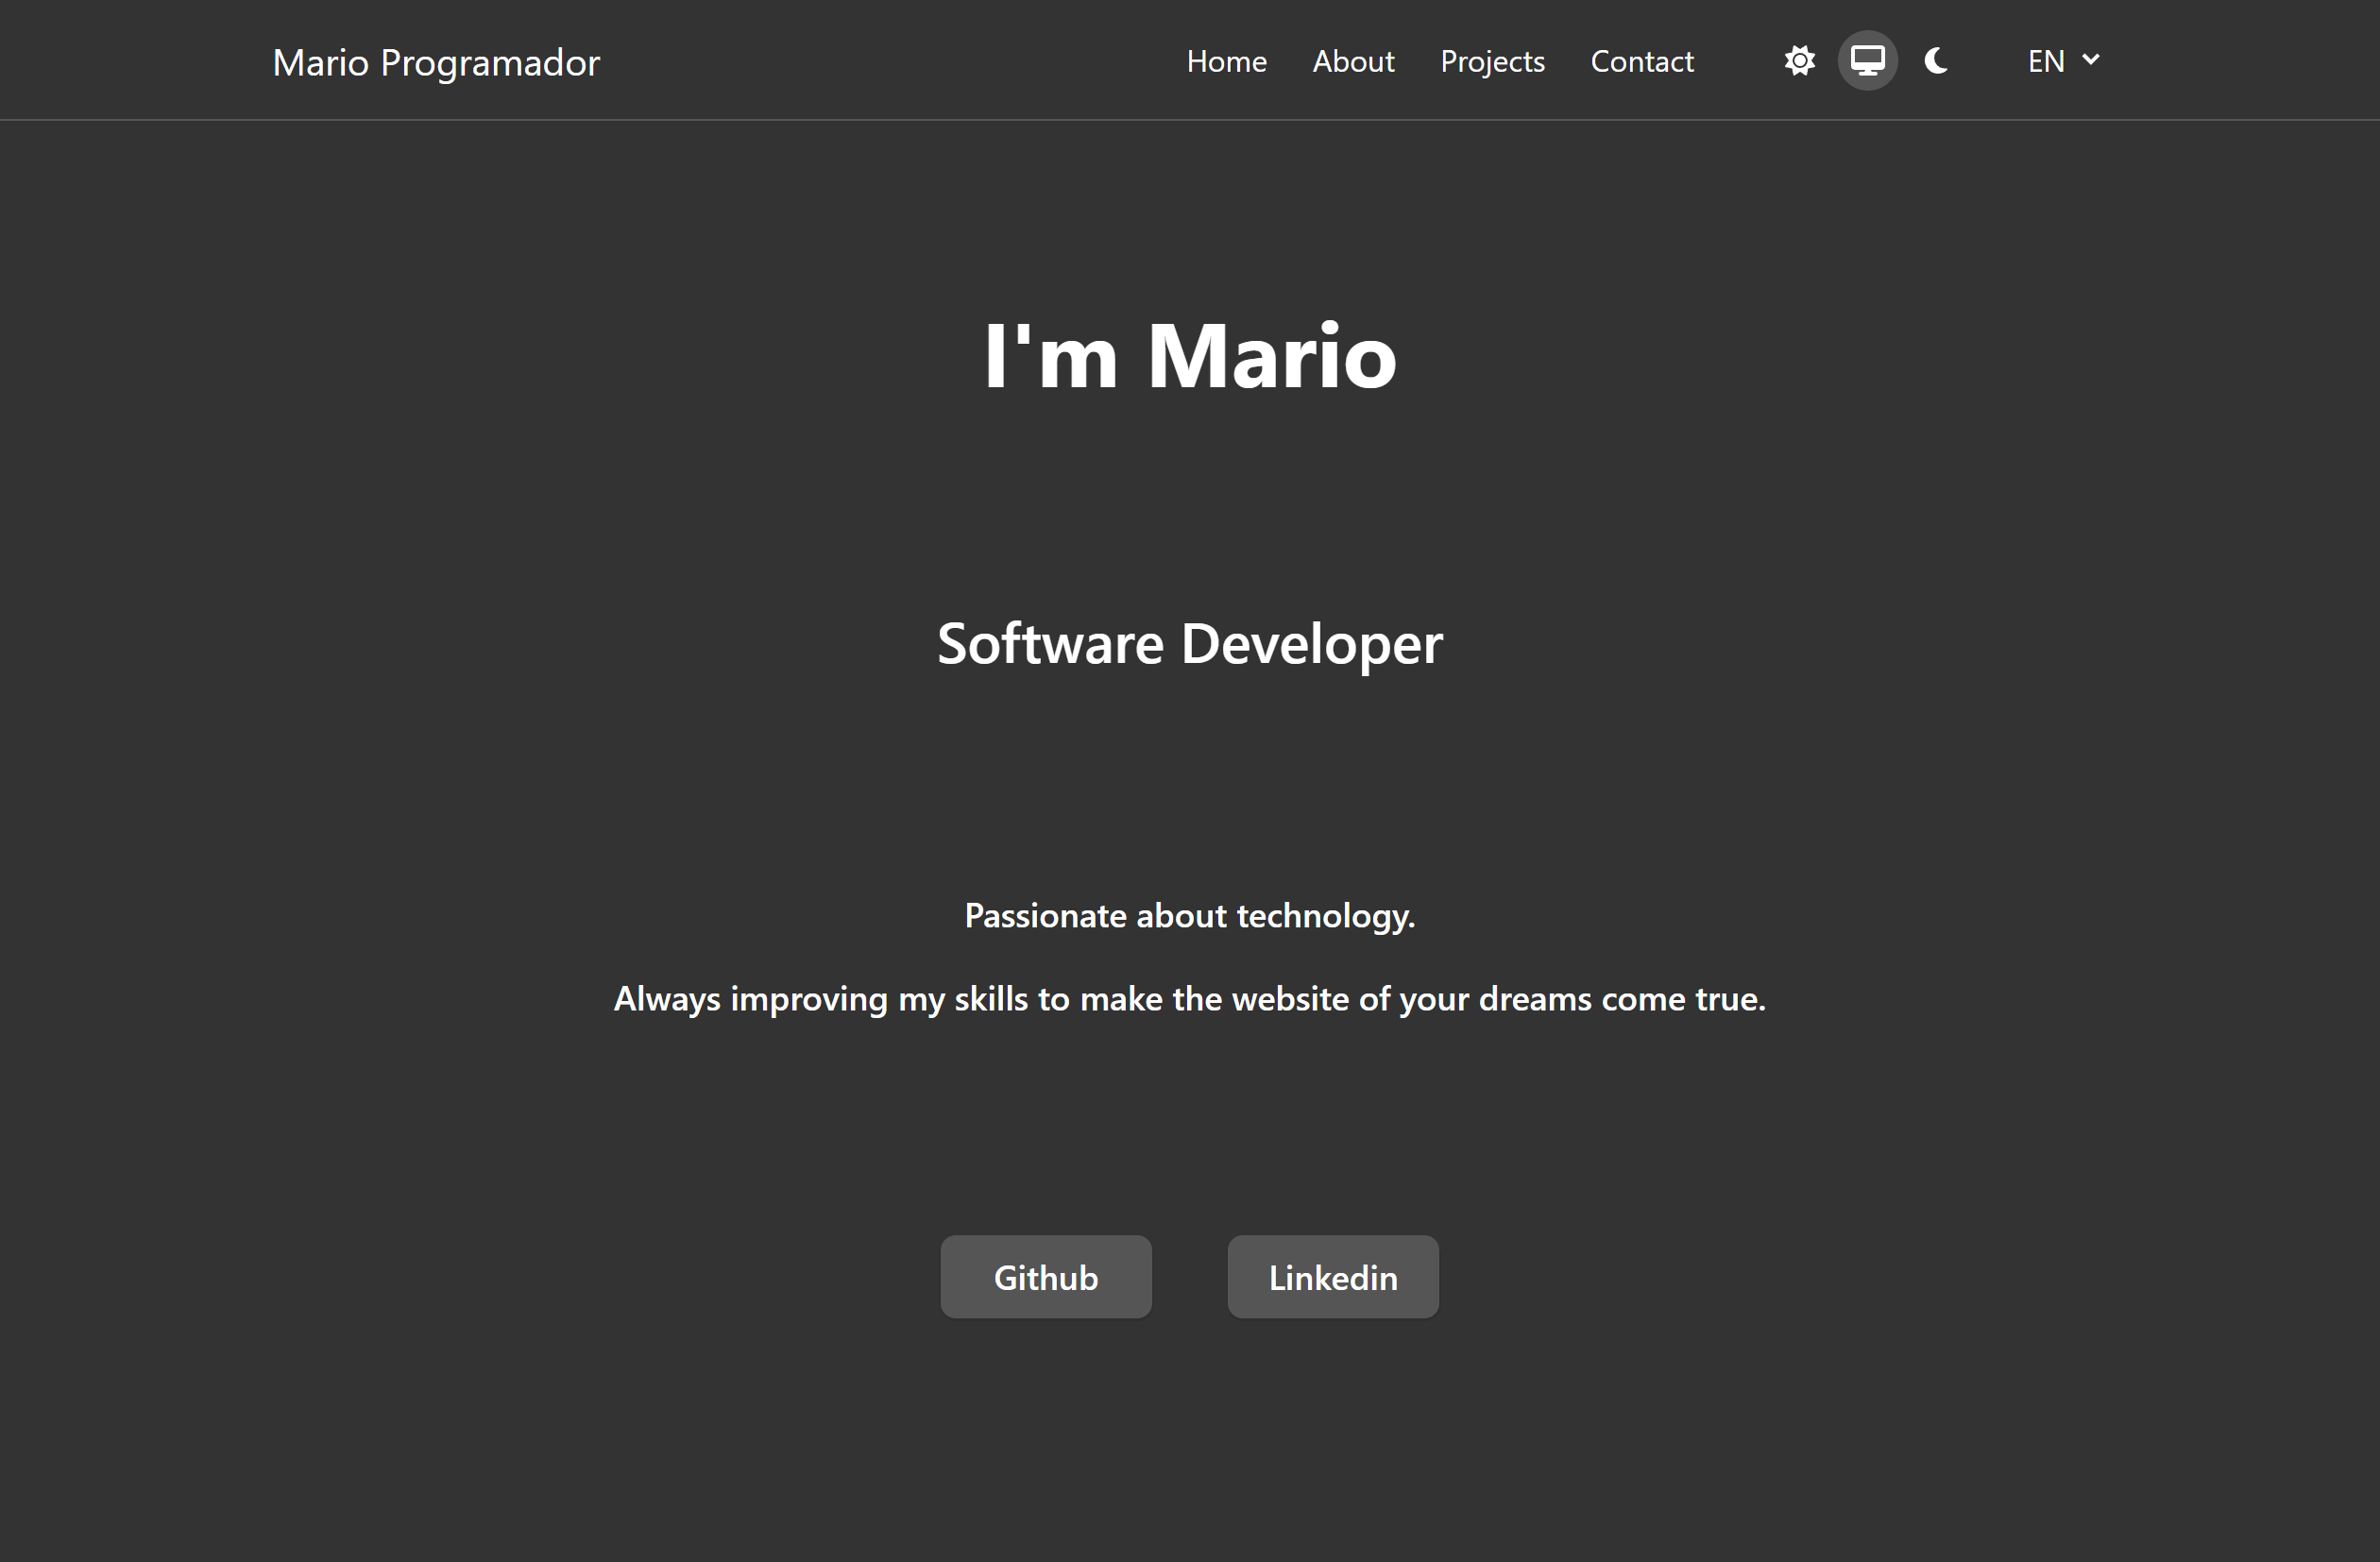 Mario Programador
Home About Projects Contact EN
I'm Mario
Software Developer
Passionate about technology.
Always improving my skills to make the website of your dreams come true.
Github Linkedin